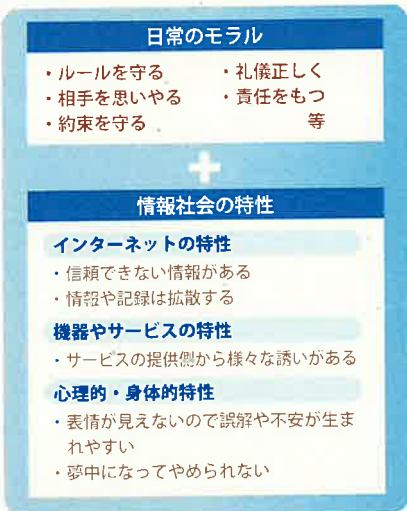 日常のモラル
・ルールを守る ・礼儀正しく
・相手を思いやる ・責任をもつ
・約束を守る 等
+
情報社会の特性
インターネットの特性
・信頼できない情報がある
・情報や記録は拡散する
機器やサービスの特性
・サービスの提供側から様々な誘いがある
心理的・身体的特性
・表情が見えないので誤解や不安が生ま
れやすい
・夢中になってやめられない